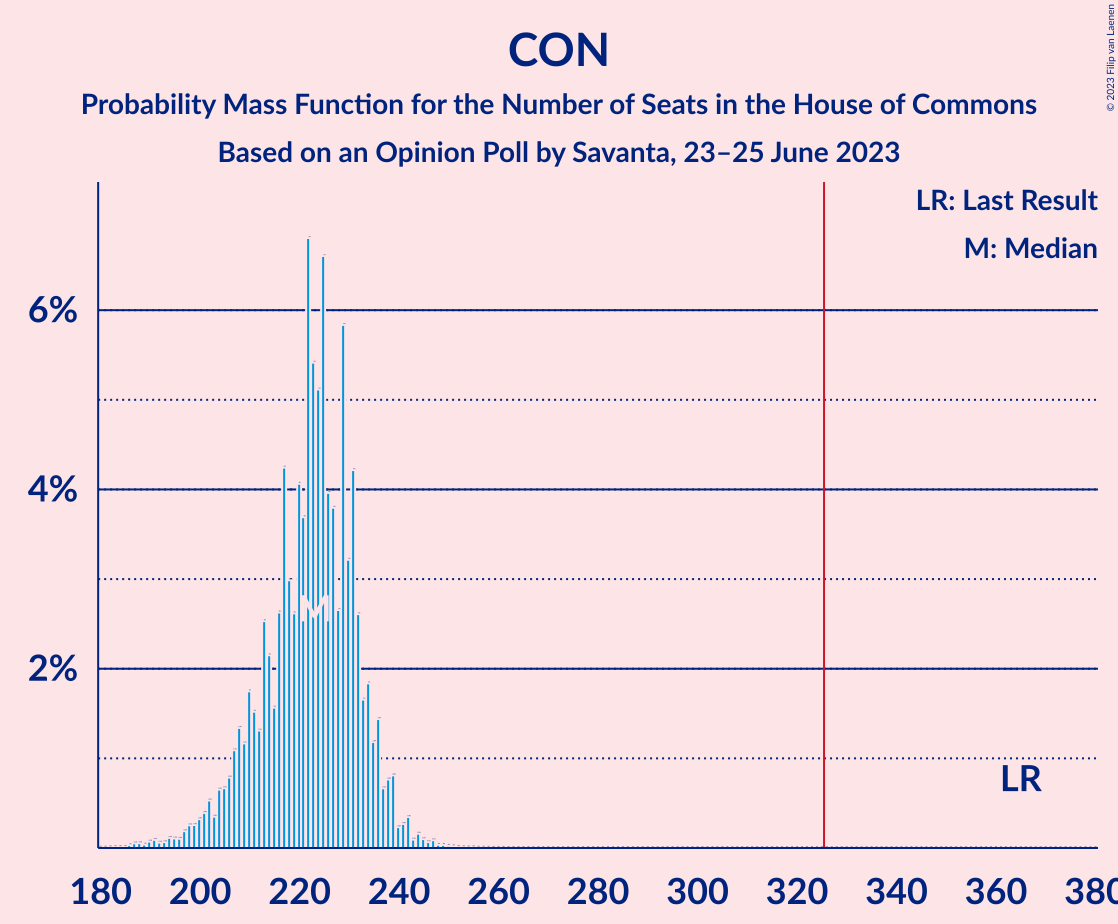 CON
Probability Mass Function for the Number of Seats in the House of Commons
Based on an Opinion Poll by Savanta, 23–25 June 2023
© 2023 Filip van Laenen
LR: Last Result
M: Median
6%
4%
2%
M
LR
180 200 220 240 260 280 300 320 340 360 380